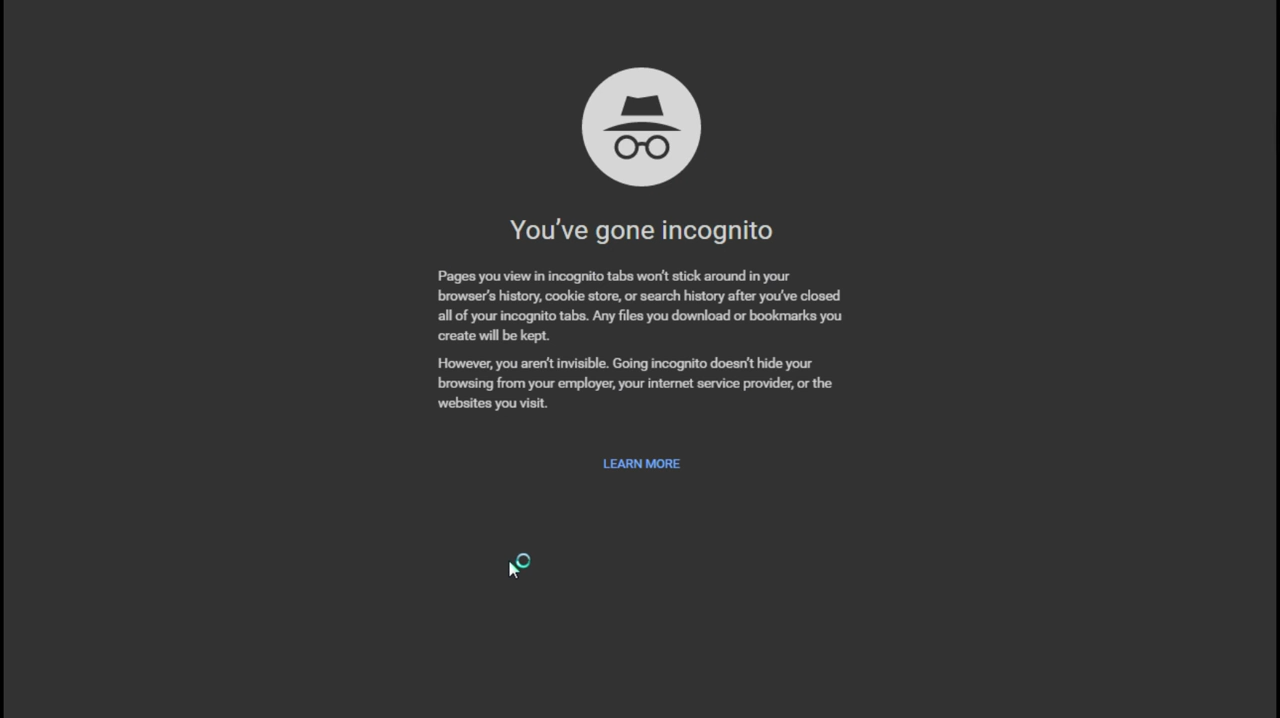 You’ve gone incognito
Pages you view in incognito tabs won’t stick around in your
browser’s history, cookie store, or search history after you’ve closed
all of your incognito tabs. Any files you download or bookmarks you
create will be kept.
However, you aren’t invisible. Going incognito doesn’t hide your
browsing from your employer, your internet service provider, or the
websites you visit.
LEARN MORE